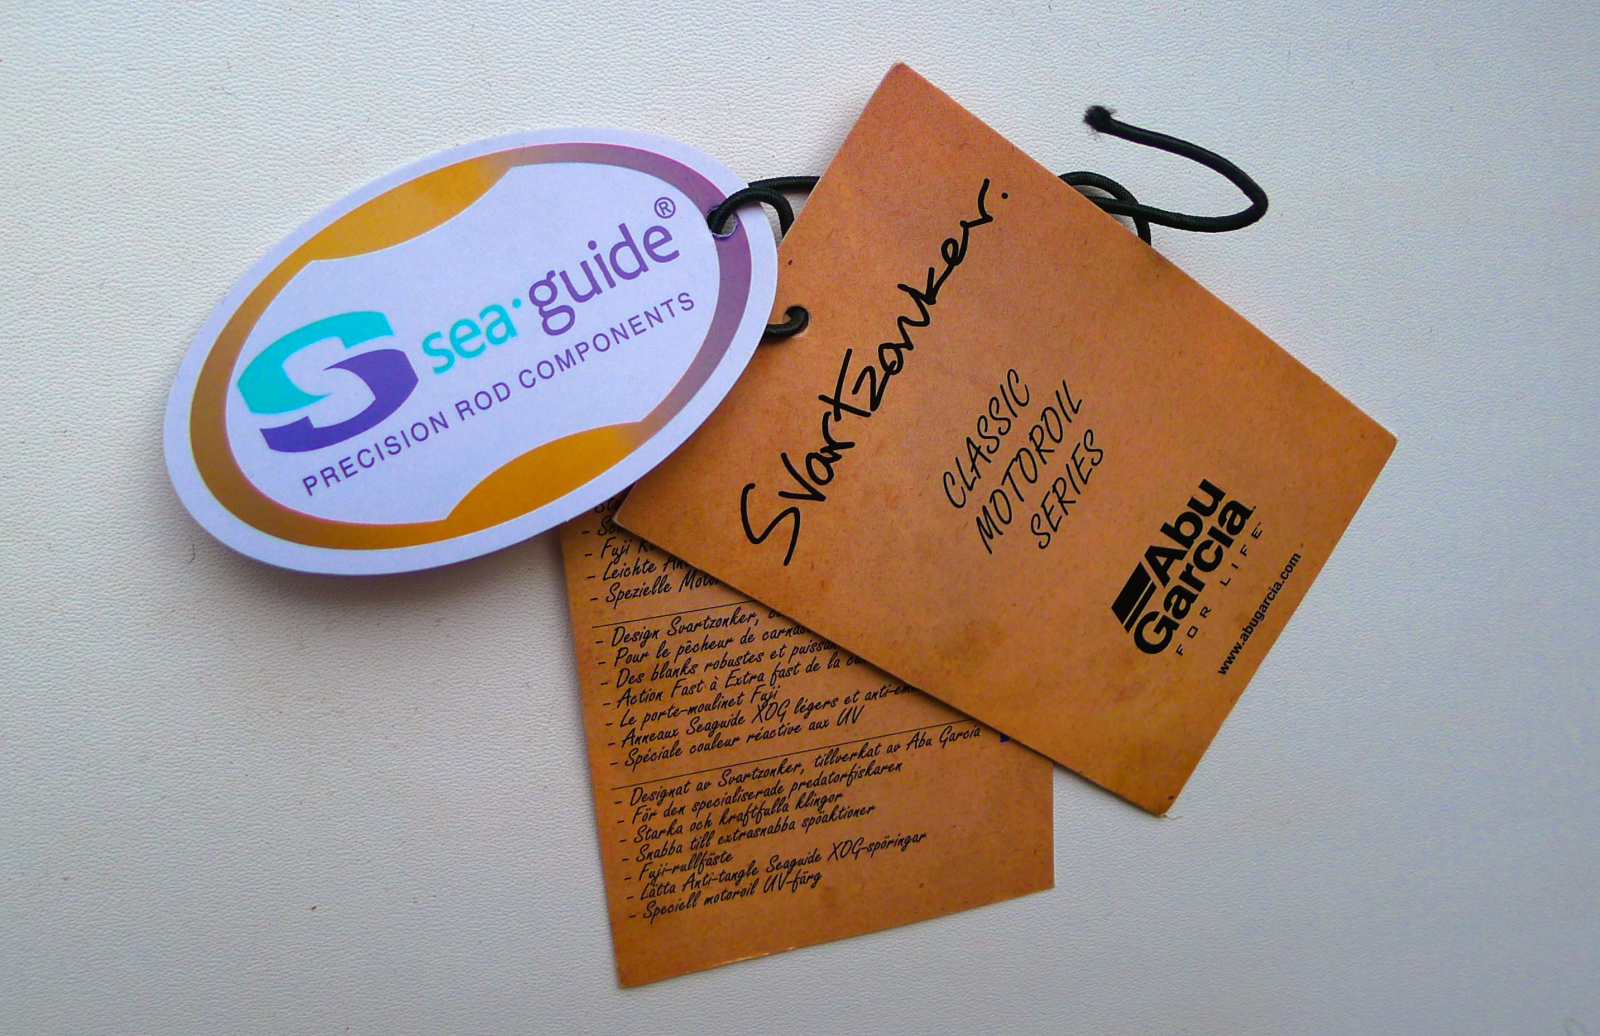 sea·guide®
PRECISION ROD COMPONENTS
Svartzonker.
CLASSIC
MOTOROIL
SERIES
Abu
Garcia
FOR LIFE™
www.abugarcia.com
- Fuji
- Leichte
- Spezielle
- Design Svartzonker,
- Pour le pêcheur de
- Des blanks robustes et
- Action Fast à Extra fast de la
- Le porte-moulinet Fuji
- Anneaux Seaguide XOG légers et
- Spéciale couleur réactive aux UV
- Designat av Svartzonker, tillverkat av Abu Garcia
- För den specialiserade predatorfiskaren
- Starka och kraftfulla klingor
- Snabba till extrasnabba spöaktioner
- Fuji-rullfäste
- Lätta Anti-tangle Seaguide XOG-spöringar
- Speciell motoroil UV-färg